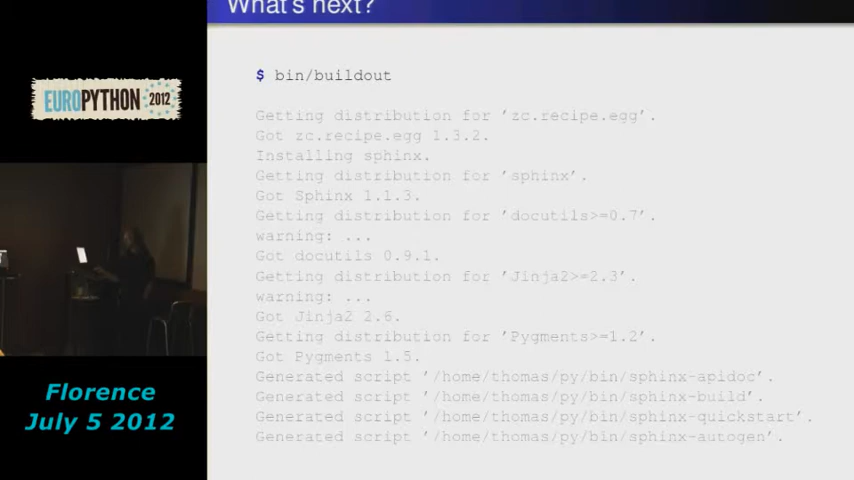 What's next?
$ bin/buildout
EUROPYTHON 2012
Getting distribution for 'zc.recipe.egg'.
Got zc.recipe.egg 1.3.2.
Installing sphinx.
Getting distribution for 'sphinx'.
Got Sphinx 1.1.3.
Getting distribution for 'docutils>=0.7'.
warning: ...
Got docutils 0.9.1.
Getting distribution for 'Jinja2>=2.3'.
warning: ...
Got Jinja2 2.6.
Getting distribution for 'Pygments>=1.2'.
Got Pygments 1.5.
Generated script '/home/thomas/py/bin/sphinx-apidoc'.
Generated script '/home/thomas/py/bin/sphinx-build'.
Generated script '/home/thomas/py/bin/sphinx-quickstart'.
Generated script '/home/thomas/py/bin/sphinx-autogen'.
Florence
July 5 2012